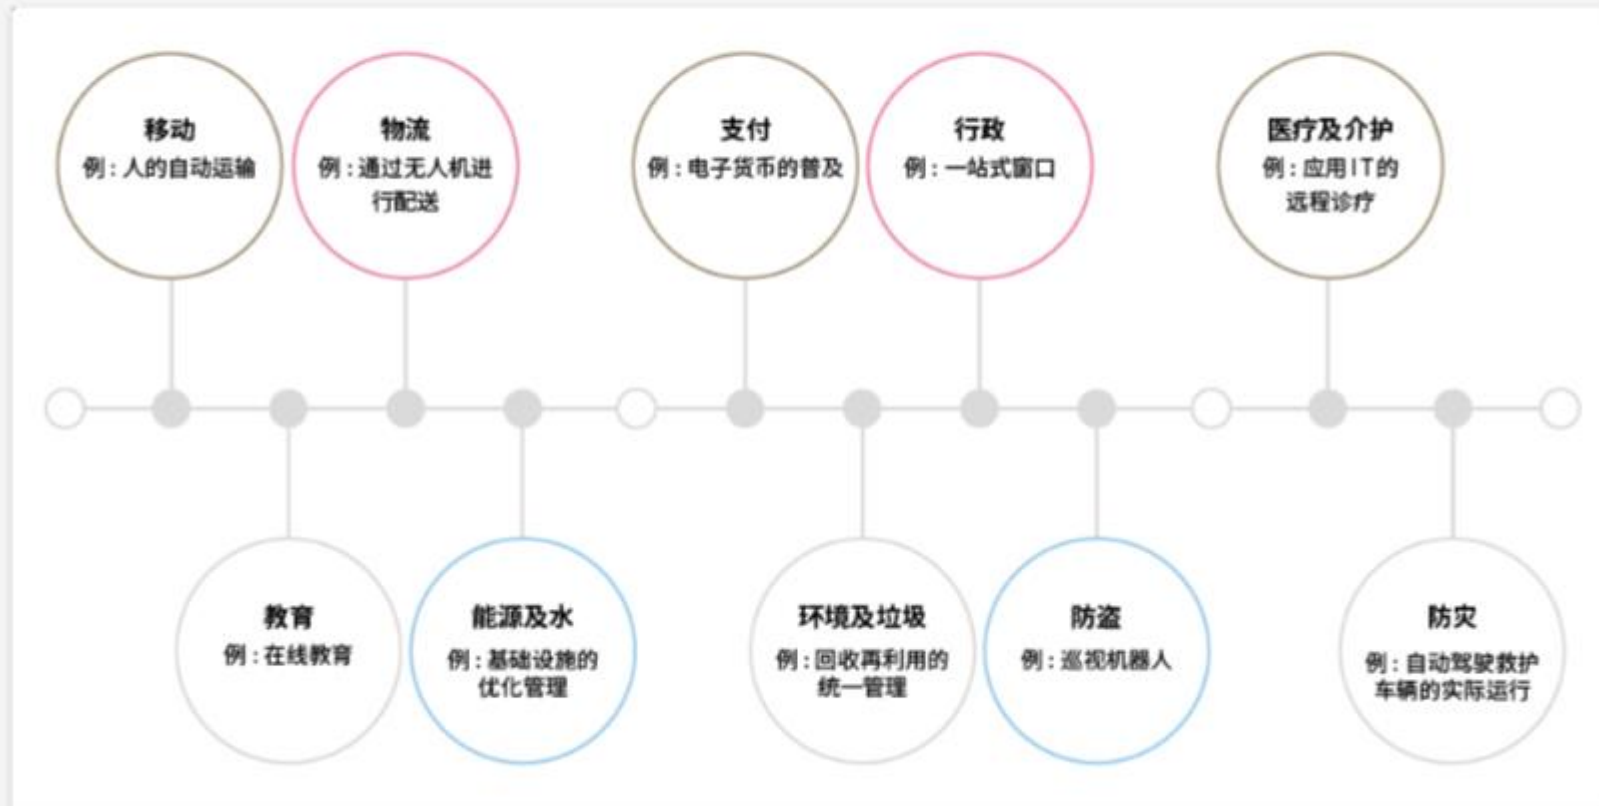 移动
例：人的自动运输
物流
例：通过无人机进
行配送
支付
例：电子货币的普及
行政
例：一站式窗口
医疗及介护
例：应用IT的
远程诊疗
教育
例：在线教育
能源及水
例：基础设施的
优化管理
环境及垃圾
例：回收再利用的
统一管理
防盗
例：巡视机器人
防灾
例：自动驾驶救护
车辆的实际运行